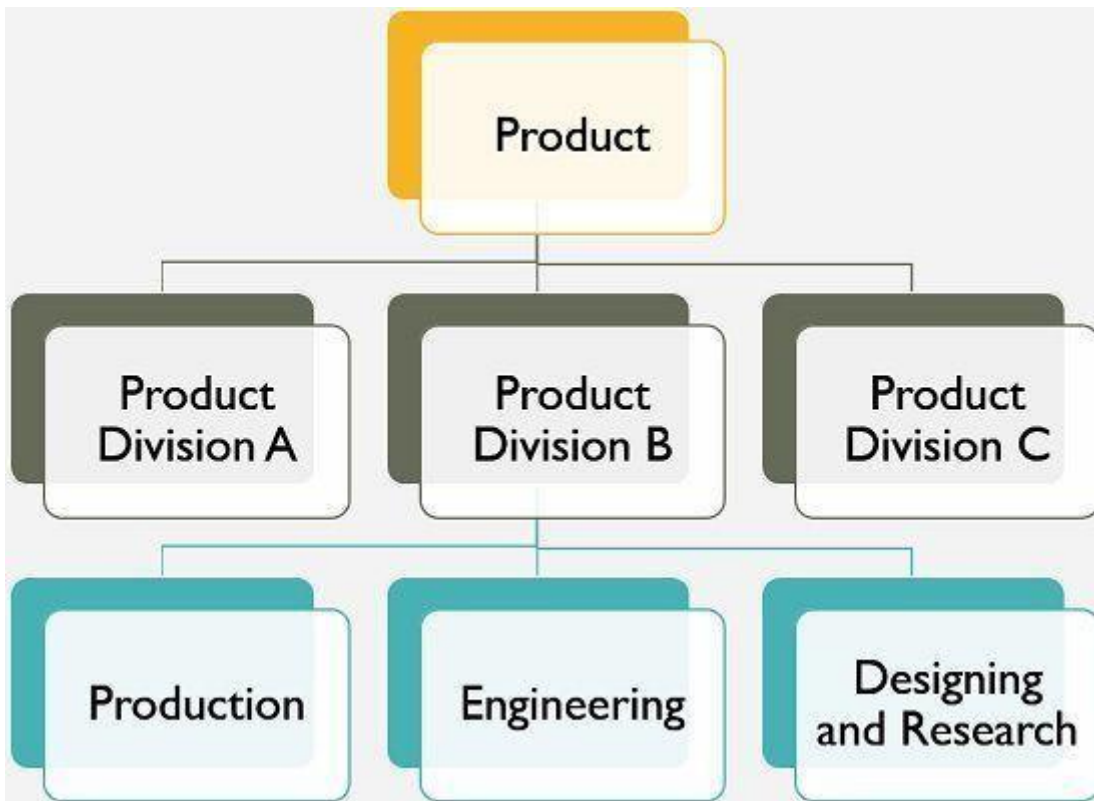 Product
Product
Division A
Product
Division B
Product
Division C
Production
Engineering
Designing
and Research